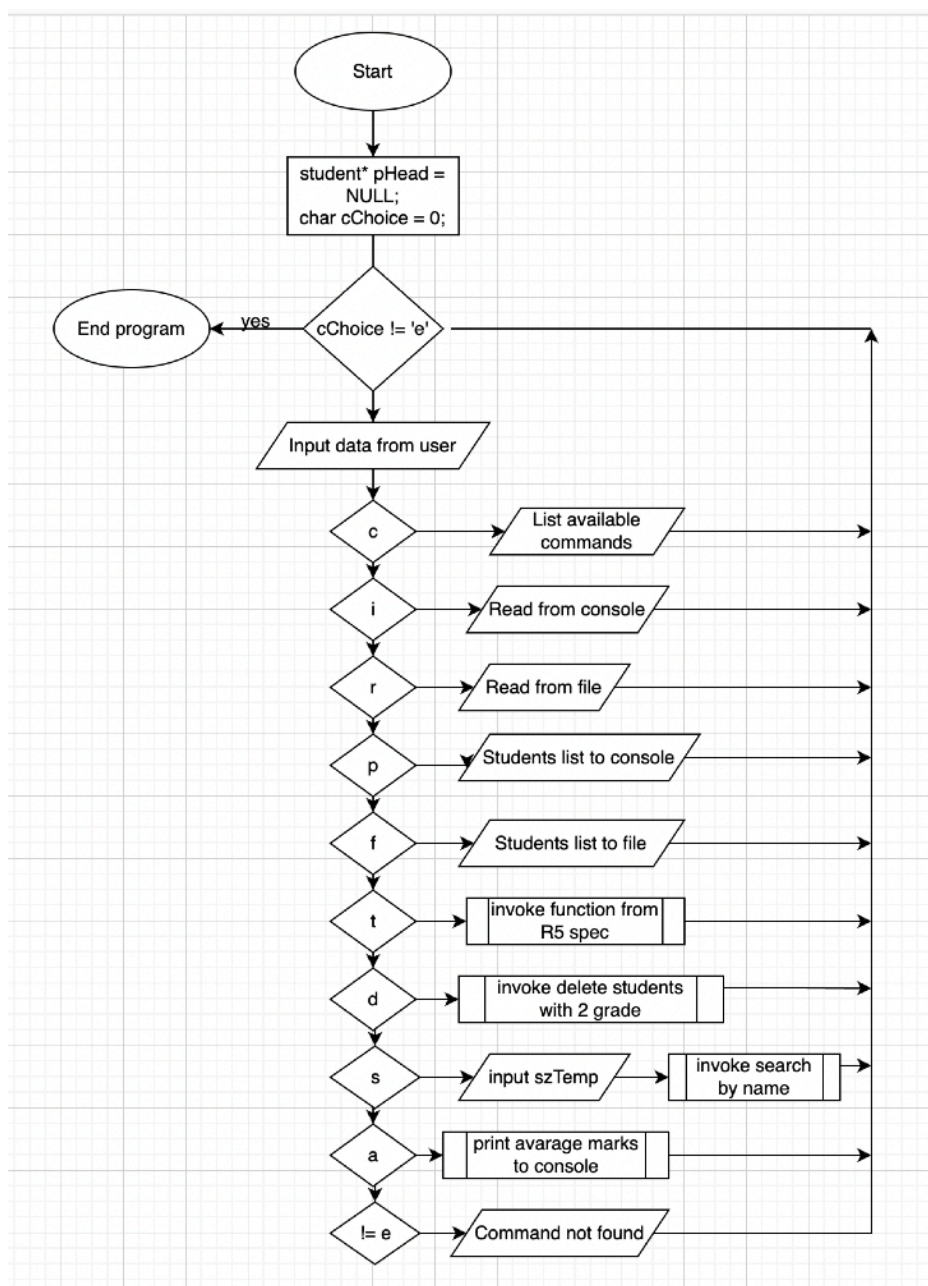 Start
student* pHead =
NULL;
char cChoice = 0;
End program
yes
cChoice != 'e'
Input data from user
c
List available
commands
i
Read from console
r
Read from file
p
Students list to console
f
Students list to file
t
invoke function from
R5 spec
d
invoke delete students
with 2 grade
s
input szTemp
invoke search
by name
a
print avarage marks
to console
!= e
Command not found